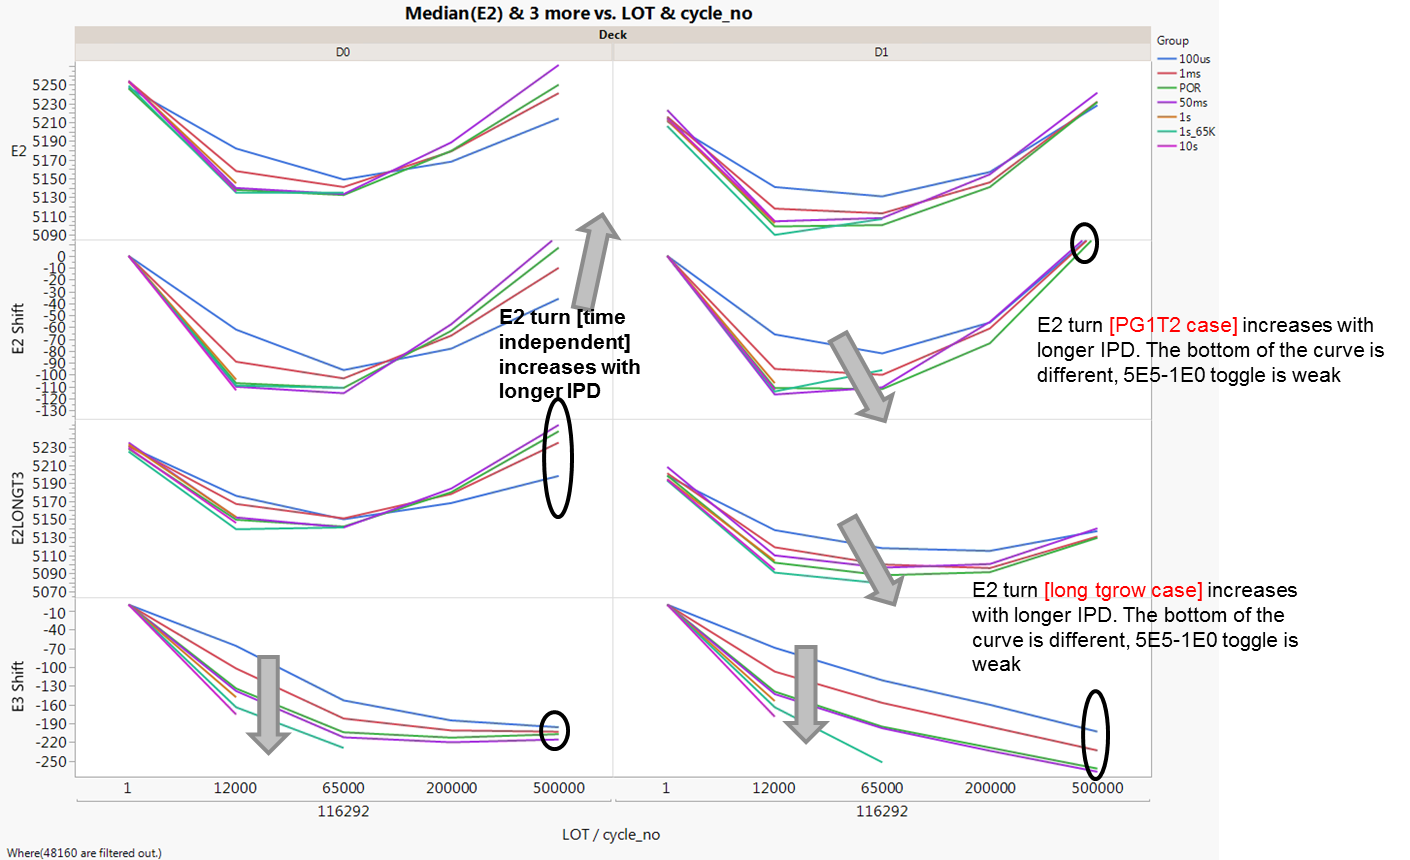 Median(E2) & 3 more vs. LOT & cycle_no
Deck
D0
D1
Group
100us
1ms
POR
50ms
1s
1s_65K
10s
E2
5250
5230
5210
5190
5170
5150
5130
5110
5090
E2 Shift
0
-10
-20
-30
-40
-50
-60
-70
-80
-90
-100
-110
-120
-130
E2LONGT3
5230
5210
5190
5170
5150
5130
5110
5090
5070
E3 Shift
-10
-40
-70
-100
-130
-160
-190
-220
-250
E2 turn [time
independent]
increases with
longer IPD
E2 turn [PG1T2 case] increases with
longer IPD. The bottom of the curve is
different, 5E5-1E0 toggle is weak
E2 turn [long tgrow case] increases
with longer IPD. The bottom of the
curve is different, 5E5-1E0 toggle is
weak
1 12000 65000 200000 500000
1 12000 65000 200000 500000
116292
116292
LOT / cycle_no
Where(48160 are filtered out.)